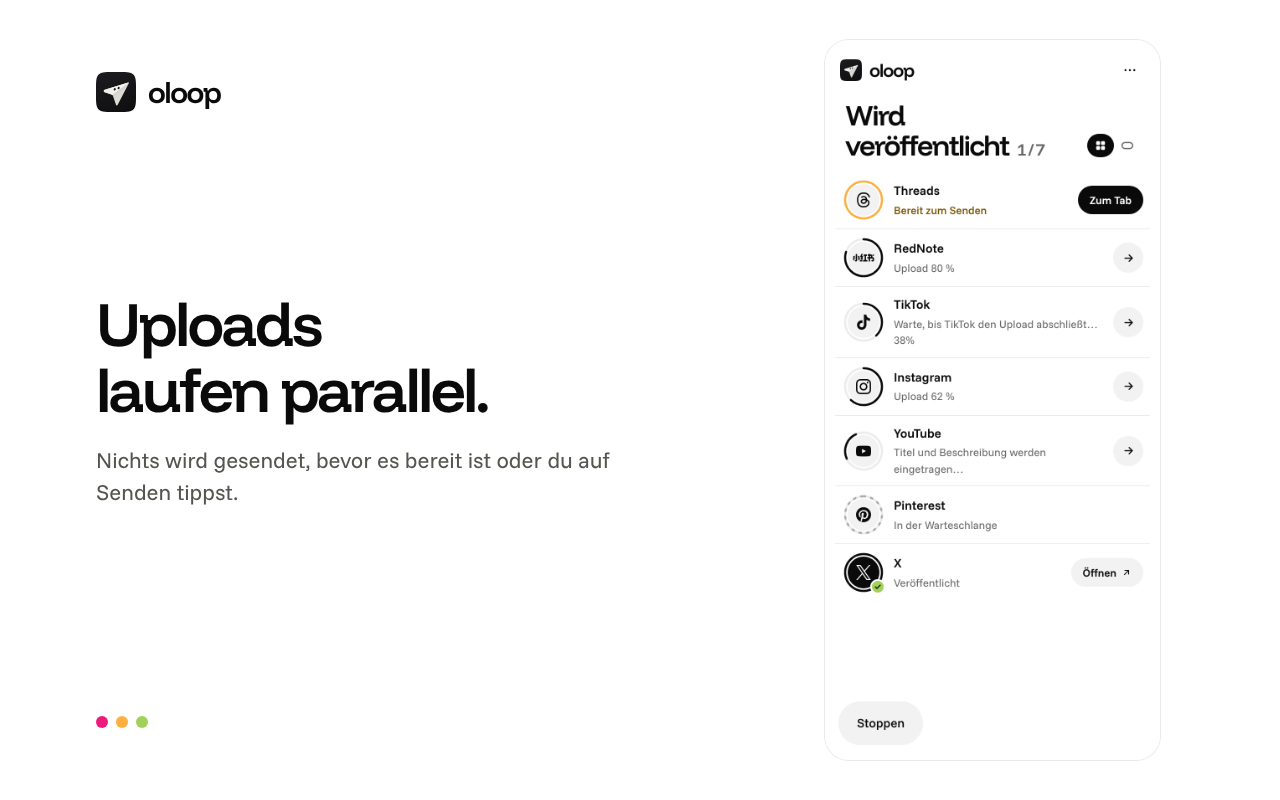 oloop
Uploads
laufen parallel.
Nichts wird gesendet, bevor es bereit ist oder du auf
Senden tippst.
oloop
Wird
veröffentlicht 1/7
Threads
Bereit zum Senden
Zum Tab
小红书
RedNote
Upload 80 %
TikTok
Warte, bis TikTok den Upload abschließt…
38%
Instagram
Upload 62 %
YouTube
Titel und Beschreibung werden
eingetragen…
Pinterest
In der Warteschlange
X
Veröffentlicht
Öffnen
Stoppen